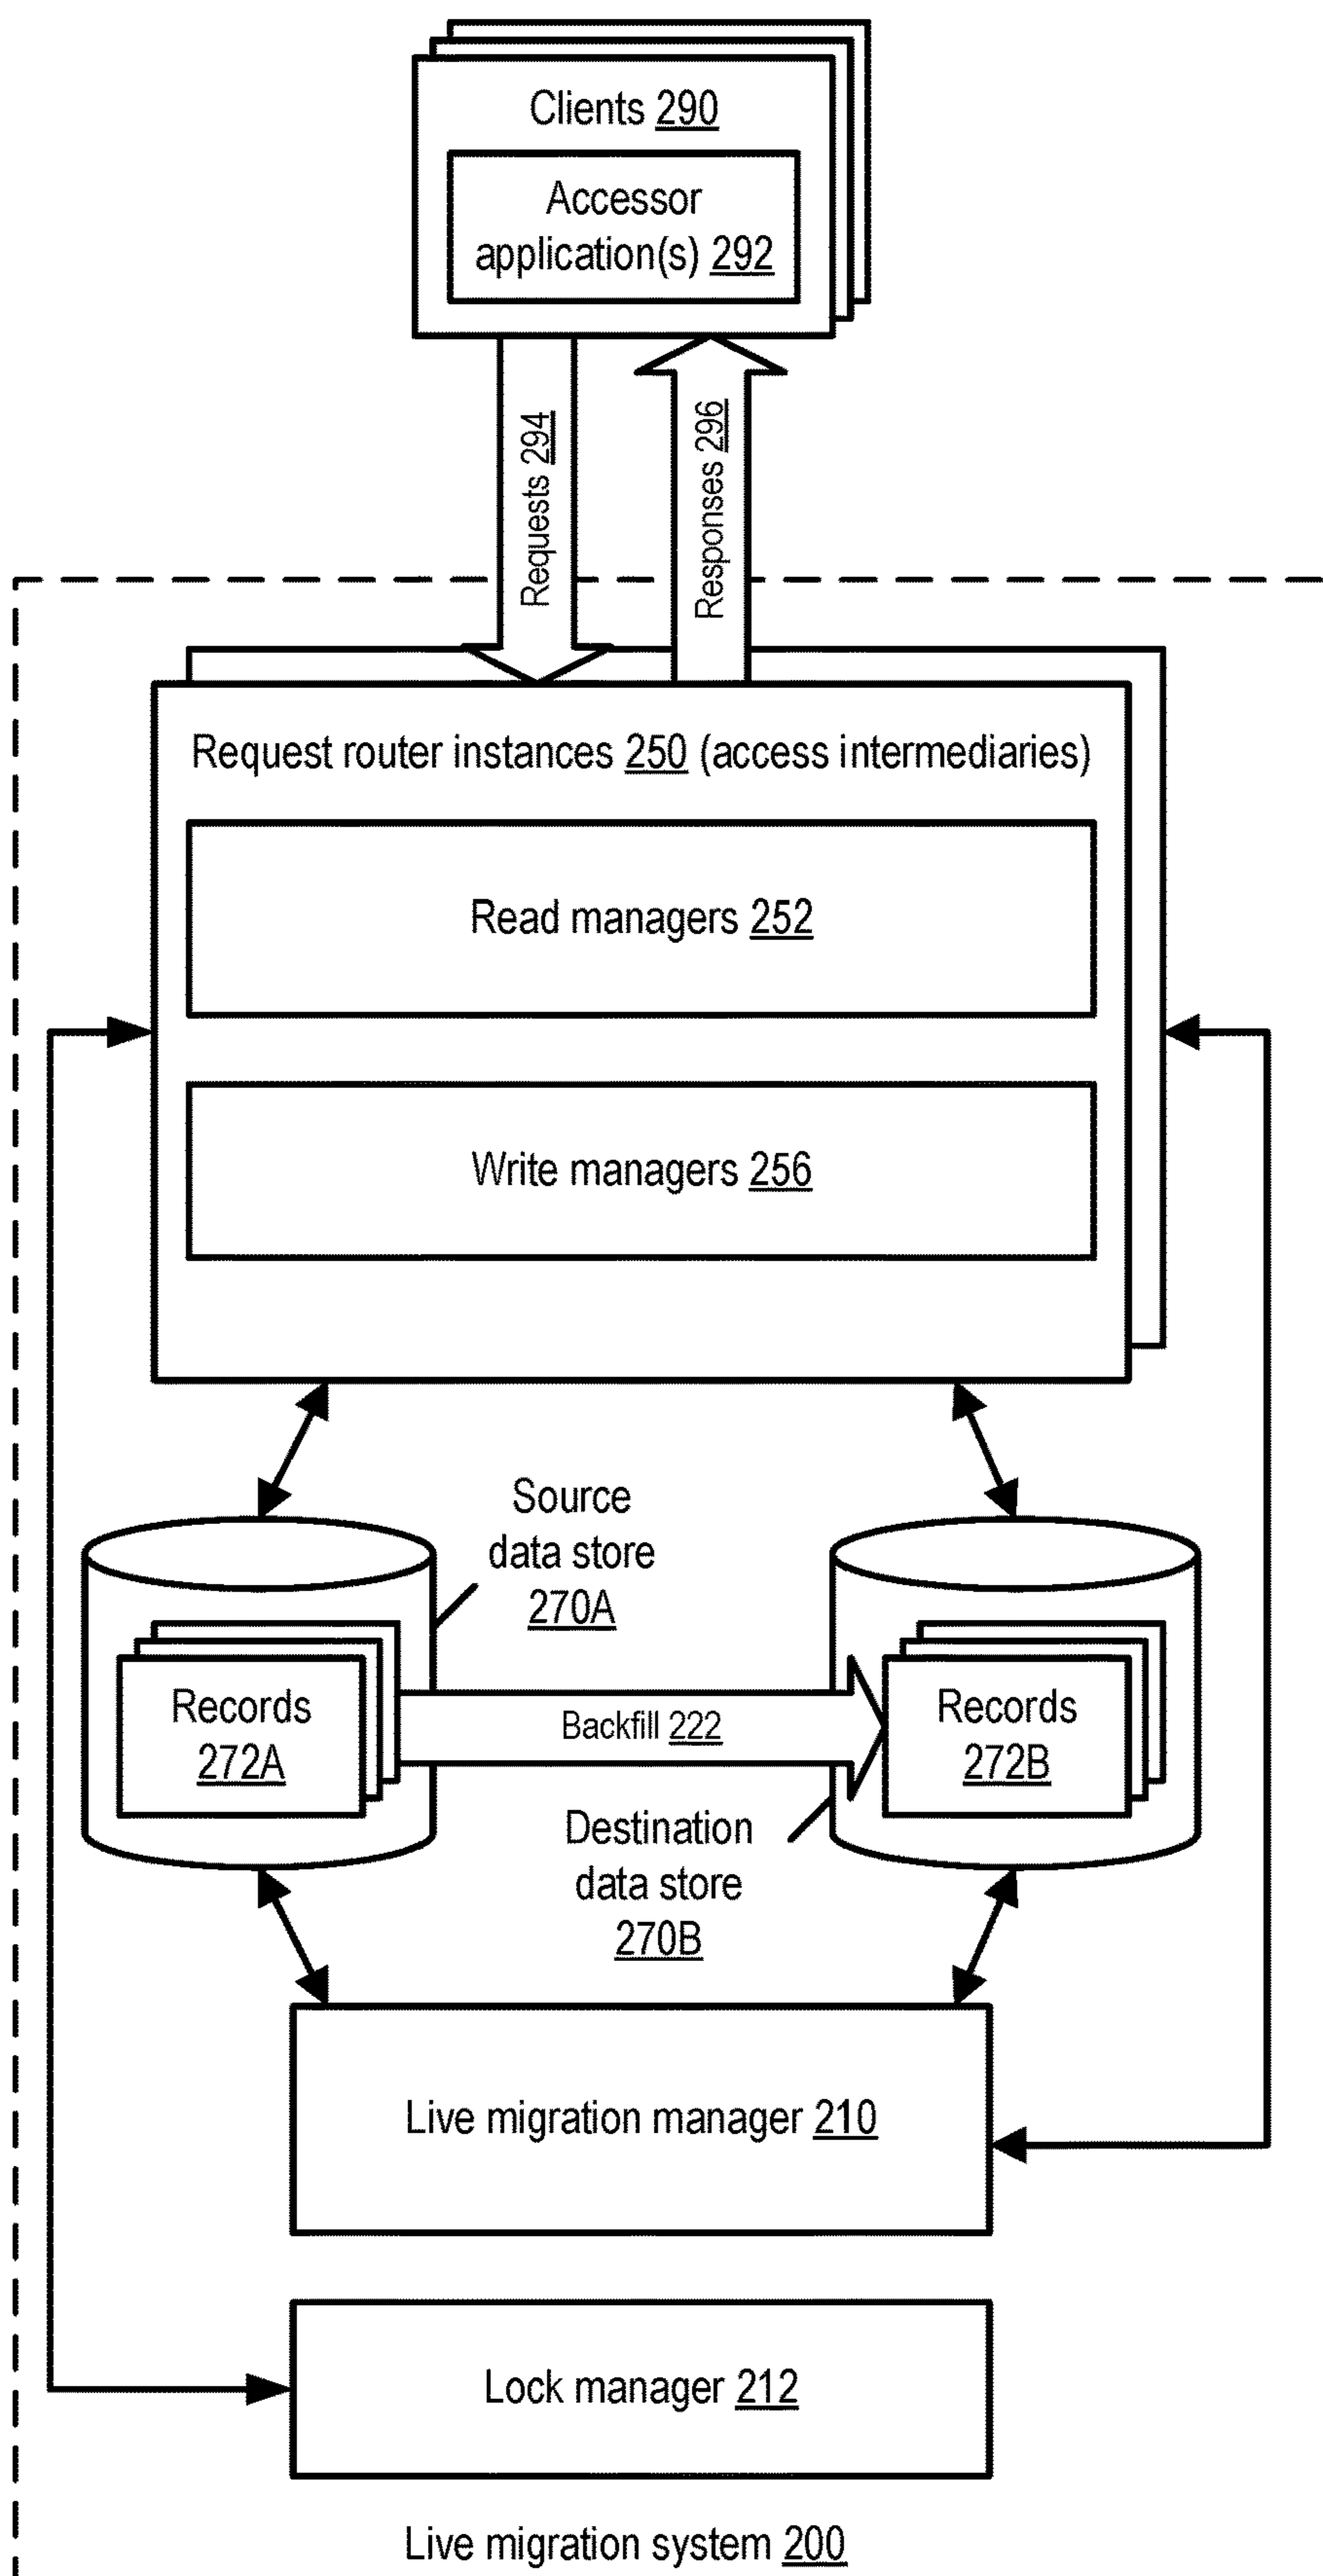 Clients 290
Accessor
application(s) 292
Requests 294
Responses 296
Request router instances 250 (access intermediaries)
Read managers 252
Write managers 256
Source
data store
270A
Records
272A
Backfill 222
Records
272B
Destination
data store
270B
Live migration manager 210
Lock manager 212
Live migration system 200